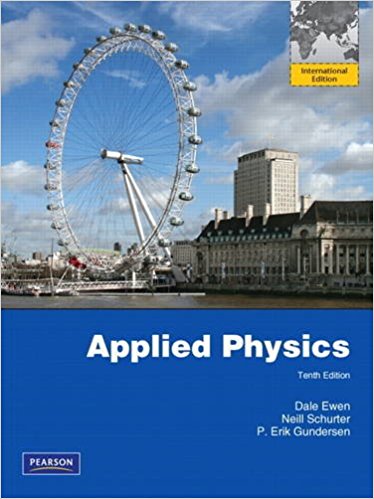 International
Edition
Applied Physics
Tenth Edition
Dale Ewen
Neill Schurter
P. Erik Gundersen
PEARSON